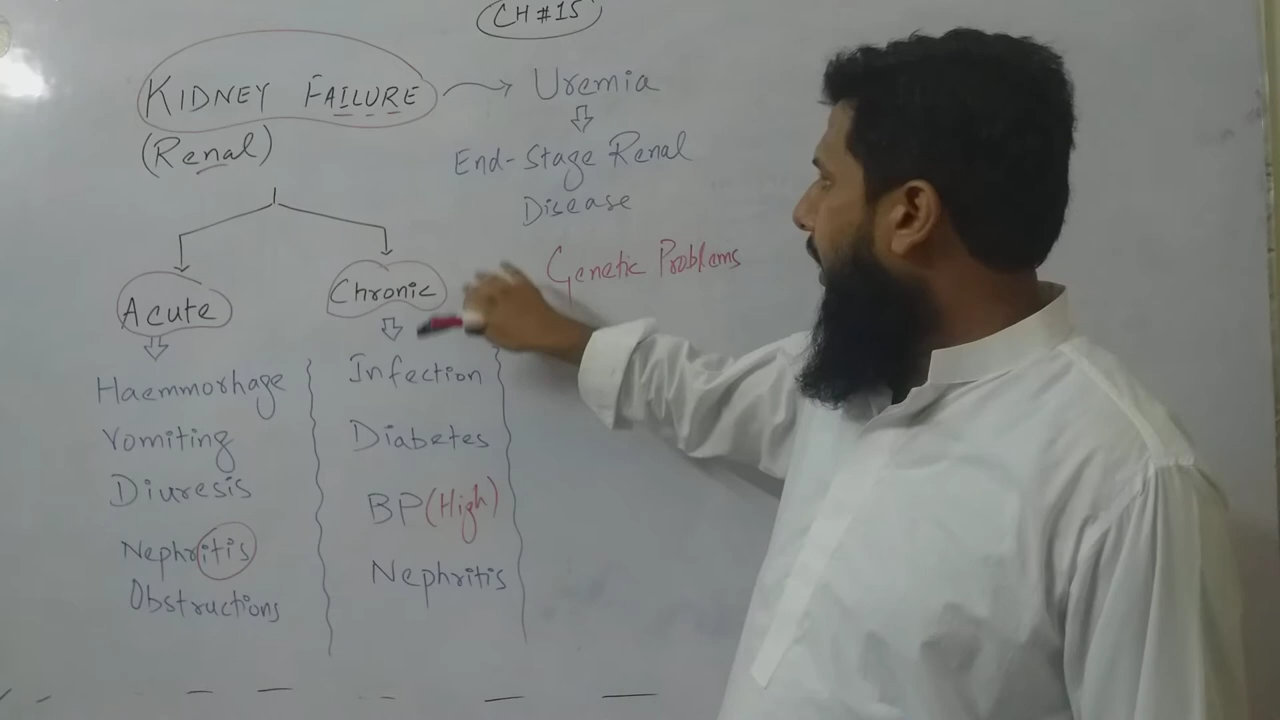 CH # 15
KIDNEY FAILURE
(Renal)
Uremia
End-Stage Renal
Disease
Genetic Problems
Acute
Haemmorhage
Vomiting
Diuresis
Nephritis
Obstructions
Chronic
Infection
Diabetes
BP (High)
Nephritis